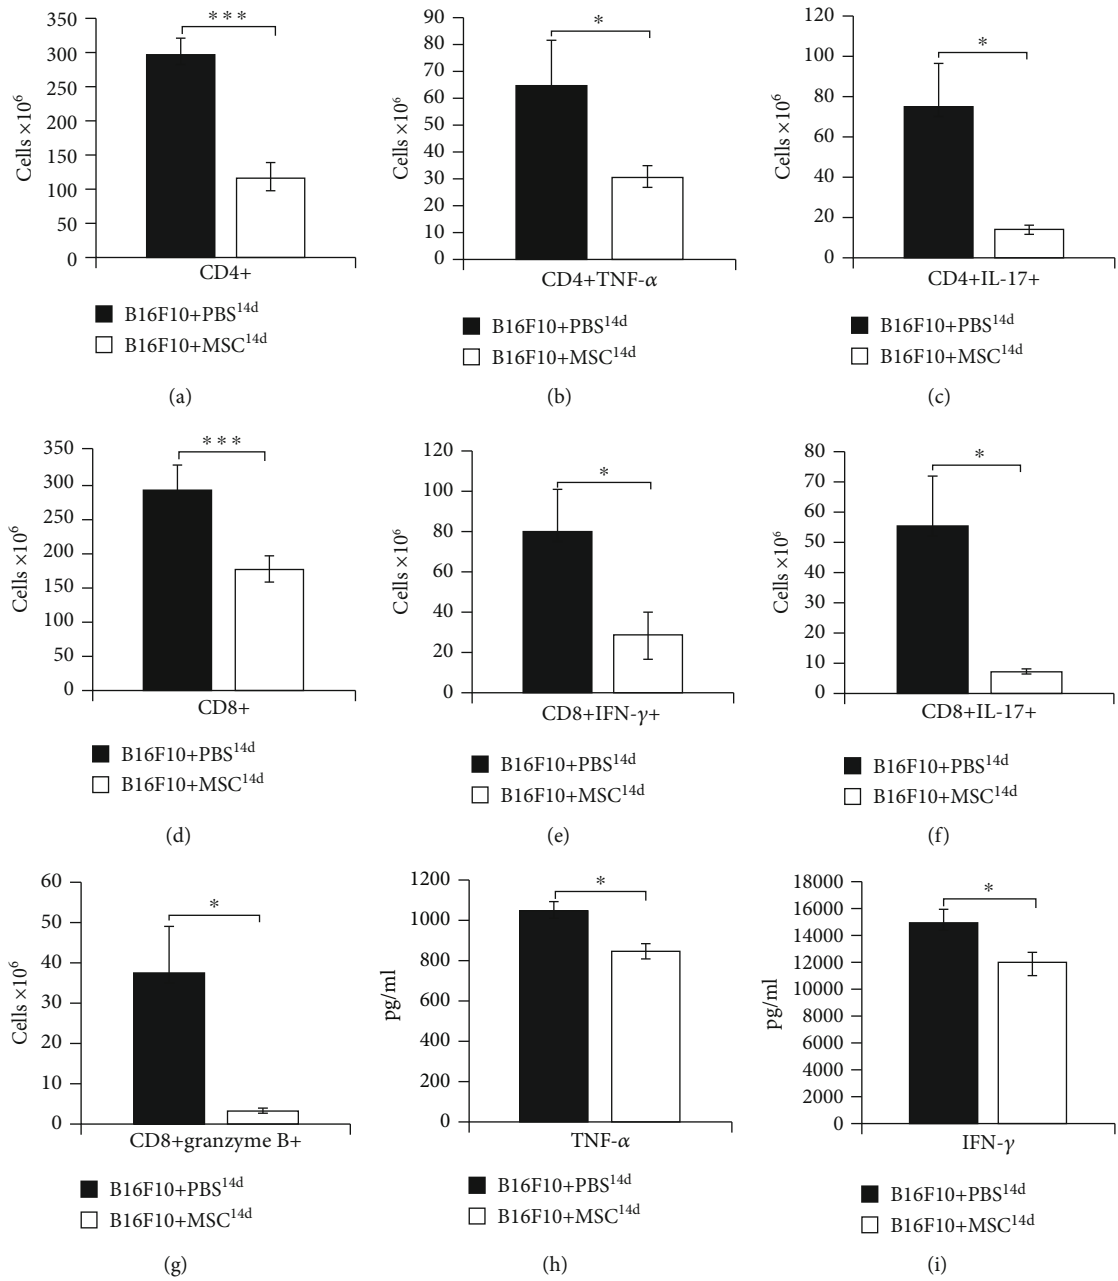 350
300
250
200
150
100
50
0
Cells ×10⁶
***
CD4+
B16F10+PBS¹⁴ᵈ
B16F10+MSC¹⁴ᵈ
(a)
90
80
70
60
50
40
30
20
10
0
Cells ×10⁶
*
CD4+TNF-α
B16F10+PBS¹⁴ᵈ
B16F10+MSC¹⁴ᵈ
(b)
120
100
80
60
40
20
0
Cells ×10⁶
*
CD4+IL-17+
B16F10+PBS¹⁴ᵈ
B16F10+MSC¹⁴ᵈ
(c)
350
300
250
200
150
100
50
0
Cells ×10⁶
***
CD8+
B16F10+PBS¹⁴ᵈ
B16F10+MSC¹⁴ᵈ
(d)
120
100
80
60
40
20
0
Cells ×10⁶
*
CD8+IFN-γ+
B16F10+PBS¹⁴ᵈ
B16F10+MSC¹⁴ᵈ
(e)
80
70
60
50
40
30
20
10
0
Cells ×10⁶
*
CD8+IL-17+
B16F10+PBS¹⁴ᵈ
B16F10+MSC¹⁴ᵈ
(f)
60
50
40
30
20
10
0
Cells ×10⁶
*
CD8+granzyme B+
B16F10+PBS¹⁴ᵈ
B16F10+MSC¹⁴ᵈ
(g)
1200
1000
800
600
400
200
0
pg/ml
*
TNF-α
B16F10+PBS¹⁴ᵈ
B16F10+MSC¹⁴ᵈ
(h)
18000
16000
14000
12000
10000
8000
6000
4000
2000
0
pg/ml
*
IFN-γ
B16F10+PBS¹⁴ᵈ
B16F10+MSC¹⁴ᵈ
(i)